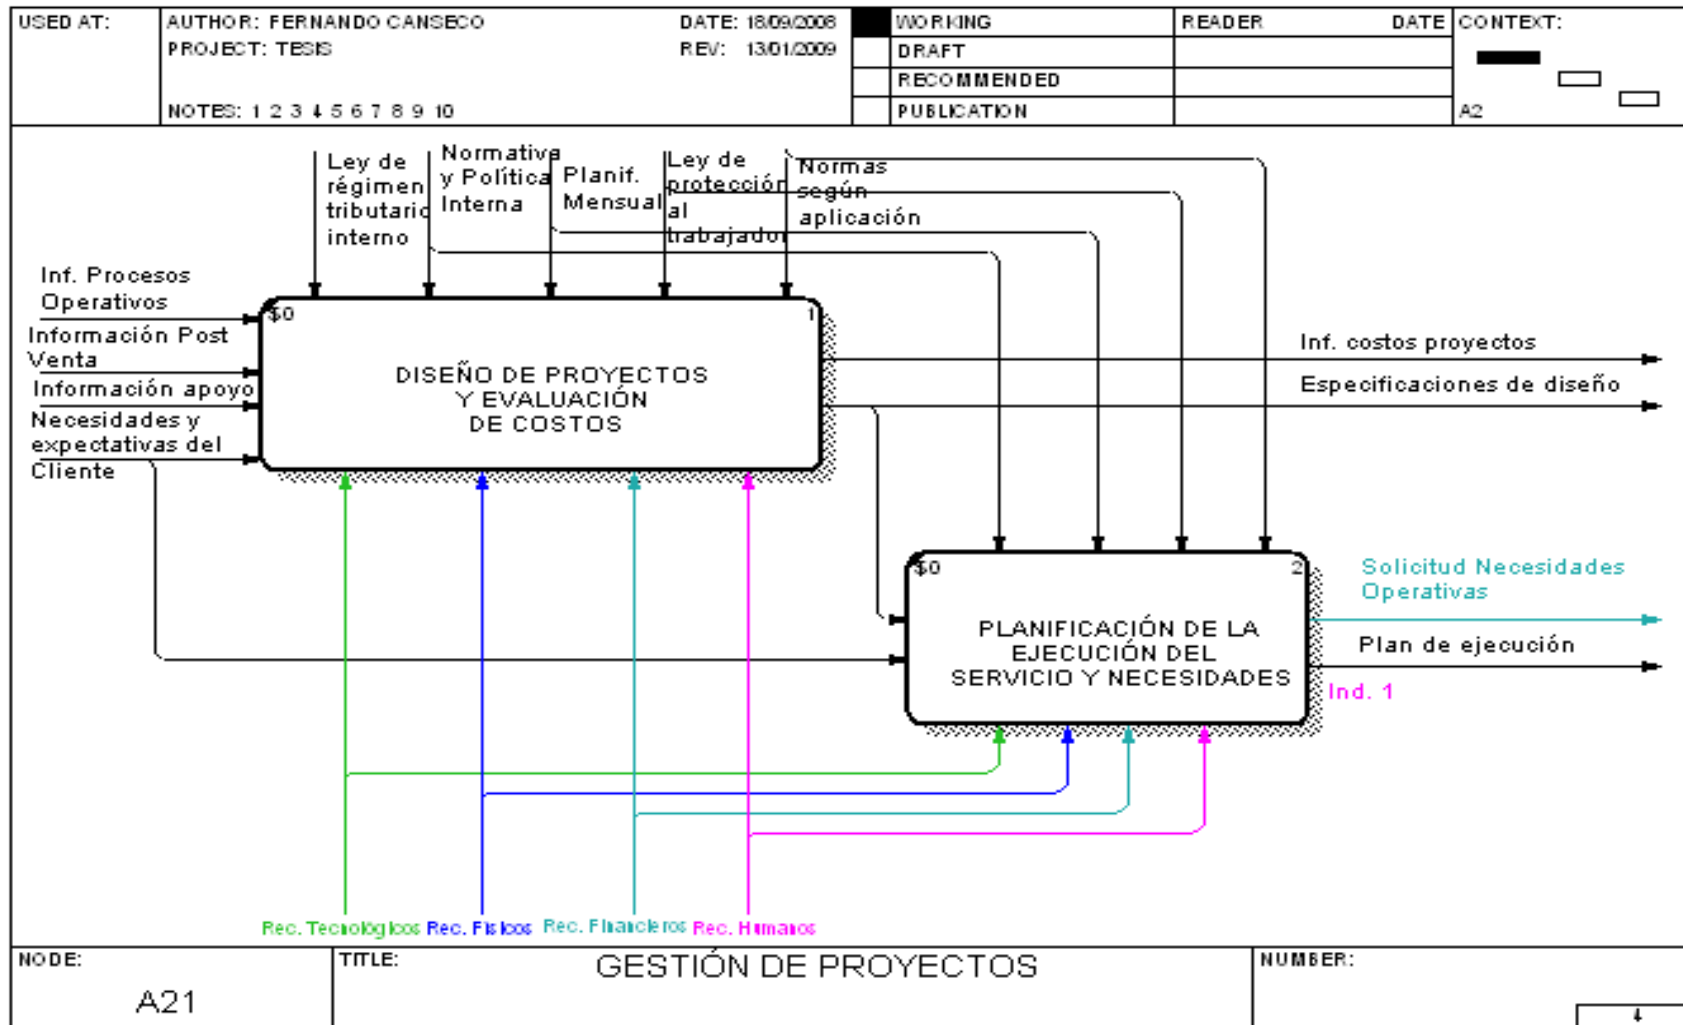 USED AT:
AUTHOR: FERNANDO CANSECO
DATE: 18/09/2008
PROJECT: TESIS
REV: 13/01/2009
NOTES: 1 2 3 4 5 6 7 8 9 10
WORKING
DRAFT
RECOMMENDED
PUBLICATION
READER
DATE
CONTEXT:
A2
Ley de
régimen
tributario
interno
Normativa
y Política
Interna
Planif.
Mensual
Ley de
protección
al
trabajador
Normas
según
aplicación
Inf. Procesos
Operativos
Información Post
Venta
Información apoyo
Necesidades y
expectativas del
Cliente
$0
1
DISEÑO DE PROYECTOS
Y EVALUACIÓN
DE COSTOS
Inf. costos proyectos
Especificaciones de diseño
$0
2
PLANIFICACIÓN DE LA
EJECUCIÓN DEL
SERVICIO Y NECESIDADES
Solicitud Necesidades
Operativas
Plan de ejecución
Ind. 1
Rec. Tecnológicos
Rec. Físicos
Rec. Financieros
Rec. Humanos
NODE:
A21
TITLE:
GESTIÓN DE PROYECTOS
NUMBER:
4